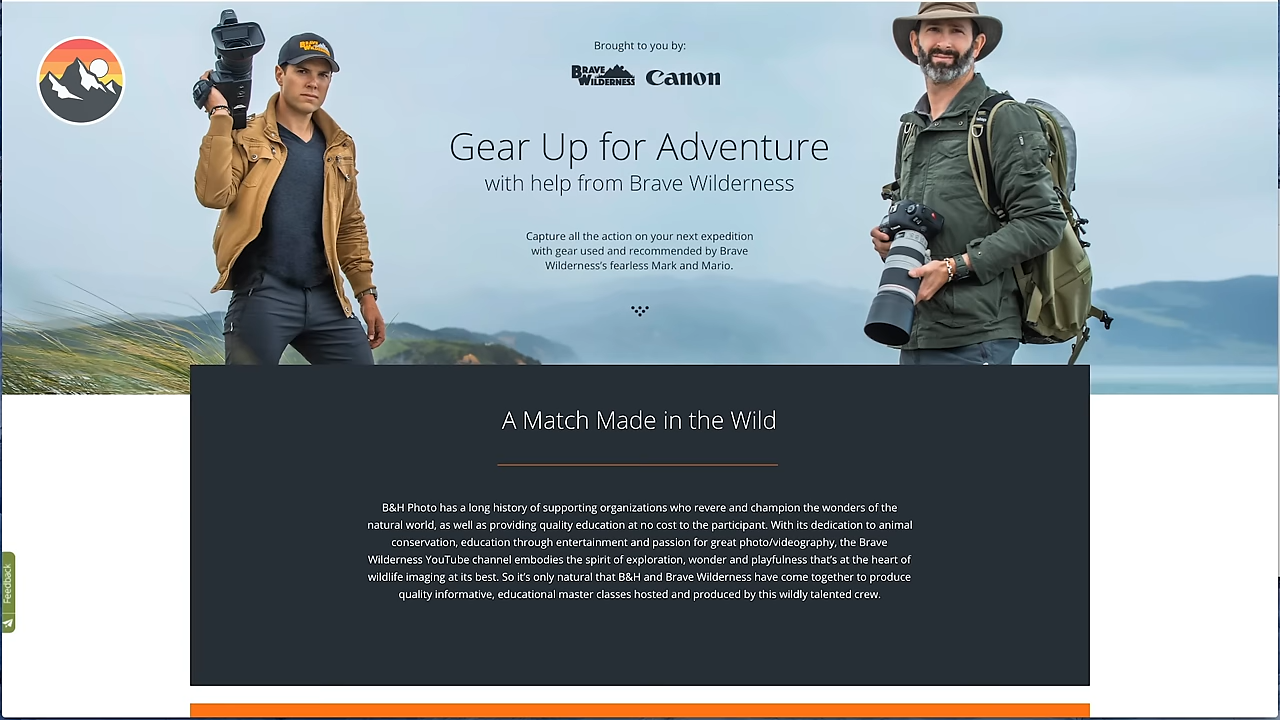 Brought to you by:
BRAVE WILDERNESS Canon
Gear Up for Adventure
with help from Brave Wilderness
Capture all the action on your next expedition
with gear used and recommended by Brave
Wilderness's fearless Mark and Mario.
BRAVE WILDERNESS
A Match Made in the Wild
B&H Photo has a long history of supporting organizations who revere and champion the wonders of the
natural world, as well as providing quality education at no cost to the participant. With its dedication to animal
conservation, education through entertainment and passion for great photo/videography, the Brave
Wilderness YouTube channel embodies the spirit of exploration, wonder and playfulness that's at the heart of
wildlife imaging at its best. So it's only natural that B&H and Brave Wilderness have come together to produce
quality informative, educational master classes hosted and produced by this wildly talented crew.
Feedback